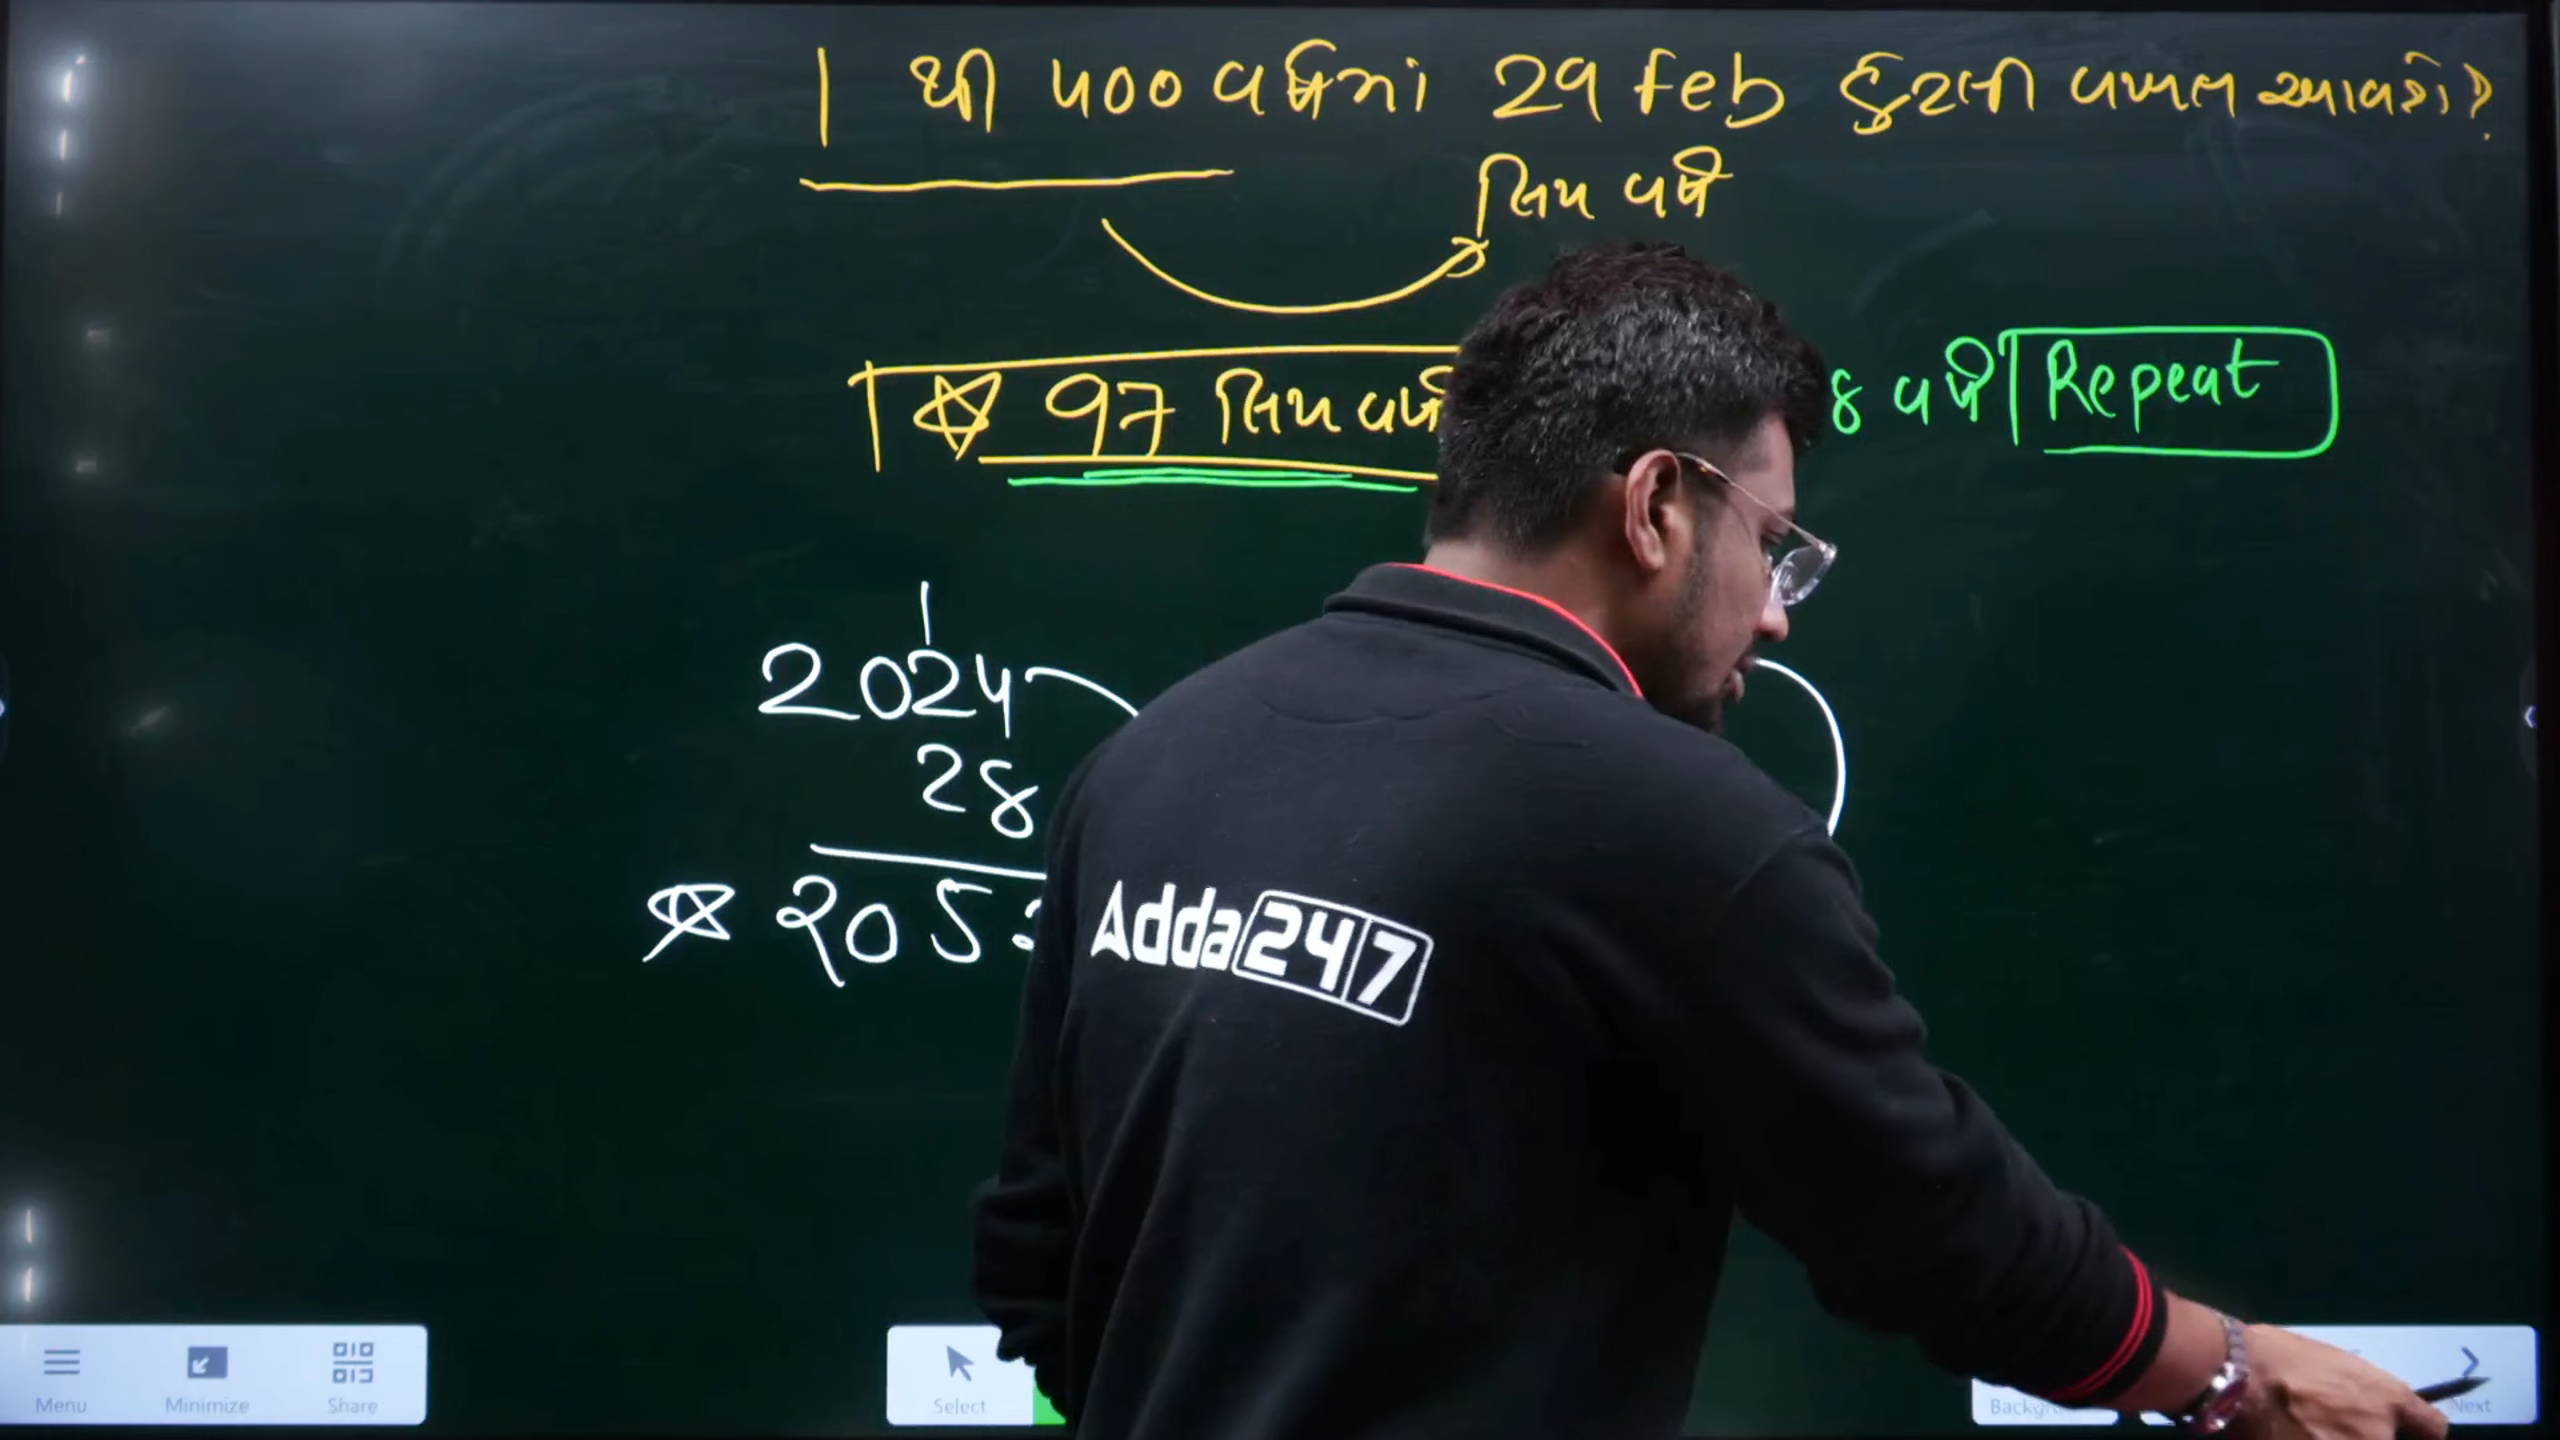 1 થી 400 વર્ષમાં 29 Feb કેટલી વખત આવશે?
લિપ વર્ષ
97 લિપ વર્ષ
8 વર્ષે Repeat
1
2024
28
૨05
Adda247
Menu Minimize Share Select Next